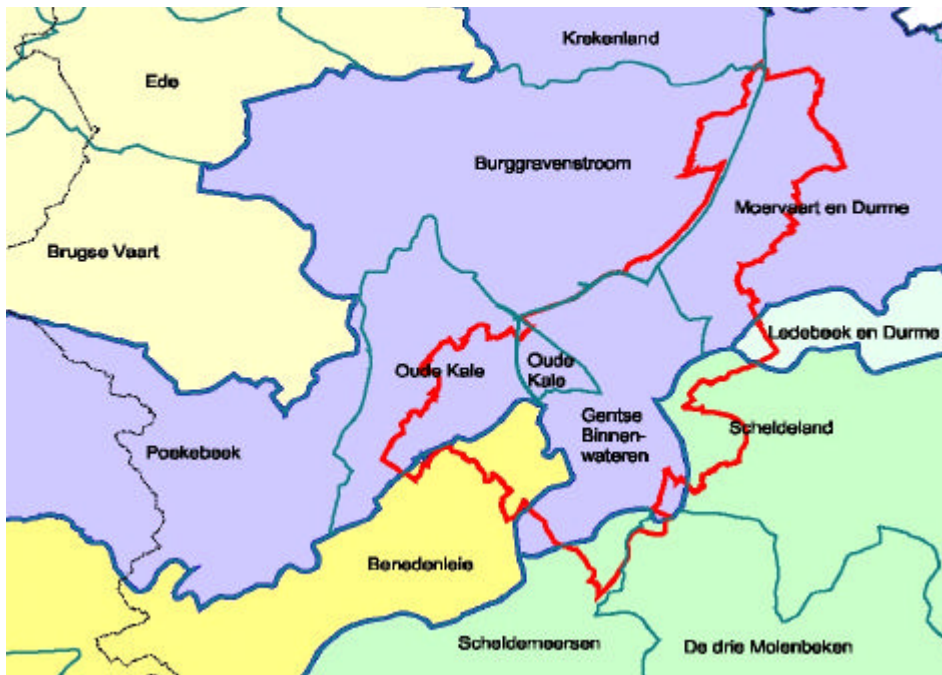 Krekenland
Ede
Burggravenstroom
Moervaart en Durme
Brugse Vaart
Ledebeek en Durme
Oude Kale
Oude
Kale
Gentse
Binnen-
wateren
Scheldeland
Poekebeek
Benedenleie
Scheldemeersen
De drie Molenbeken